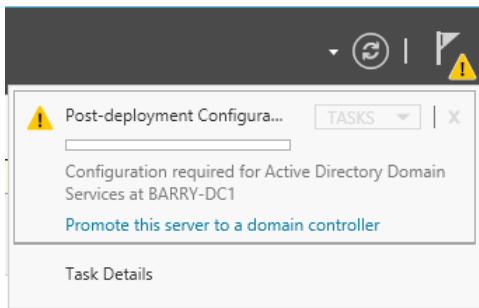 Post-deployment Configura...
TASKS
X
Configuration required for Active Directory Domain
Services at BARRY-DC1
Promote this server to a domain controller
Task Details